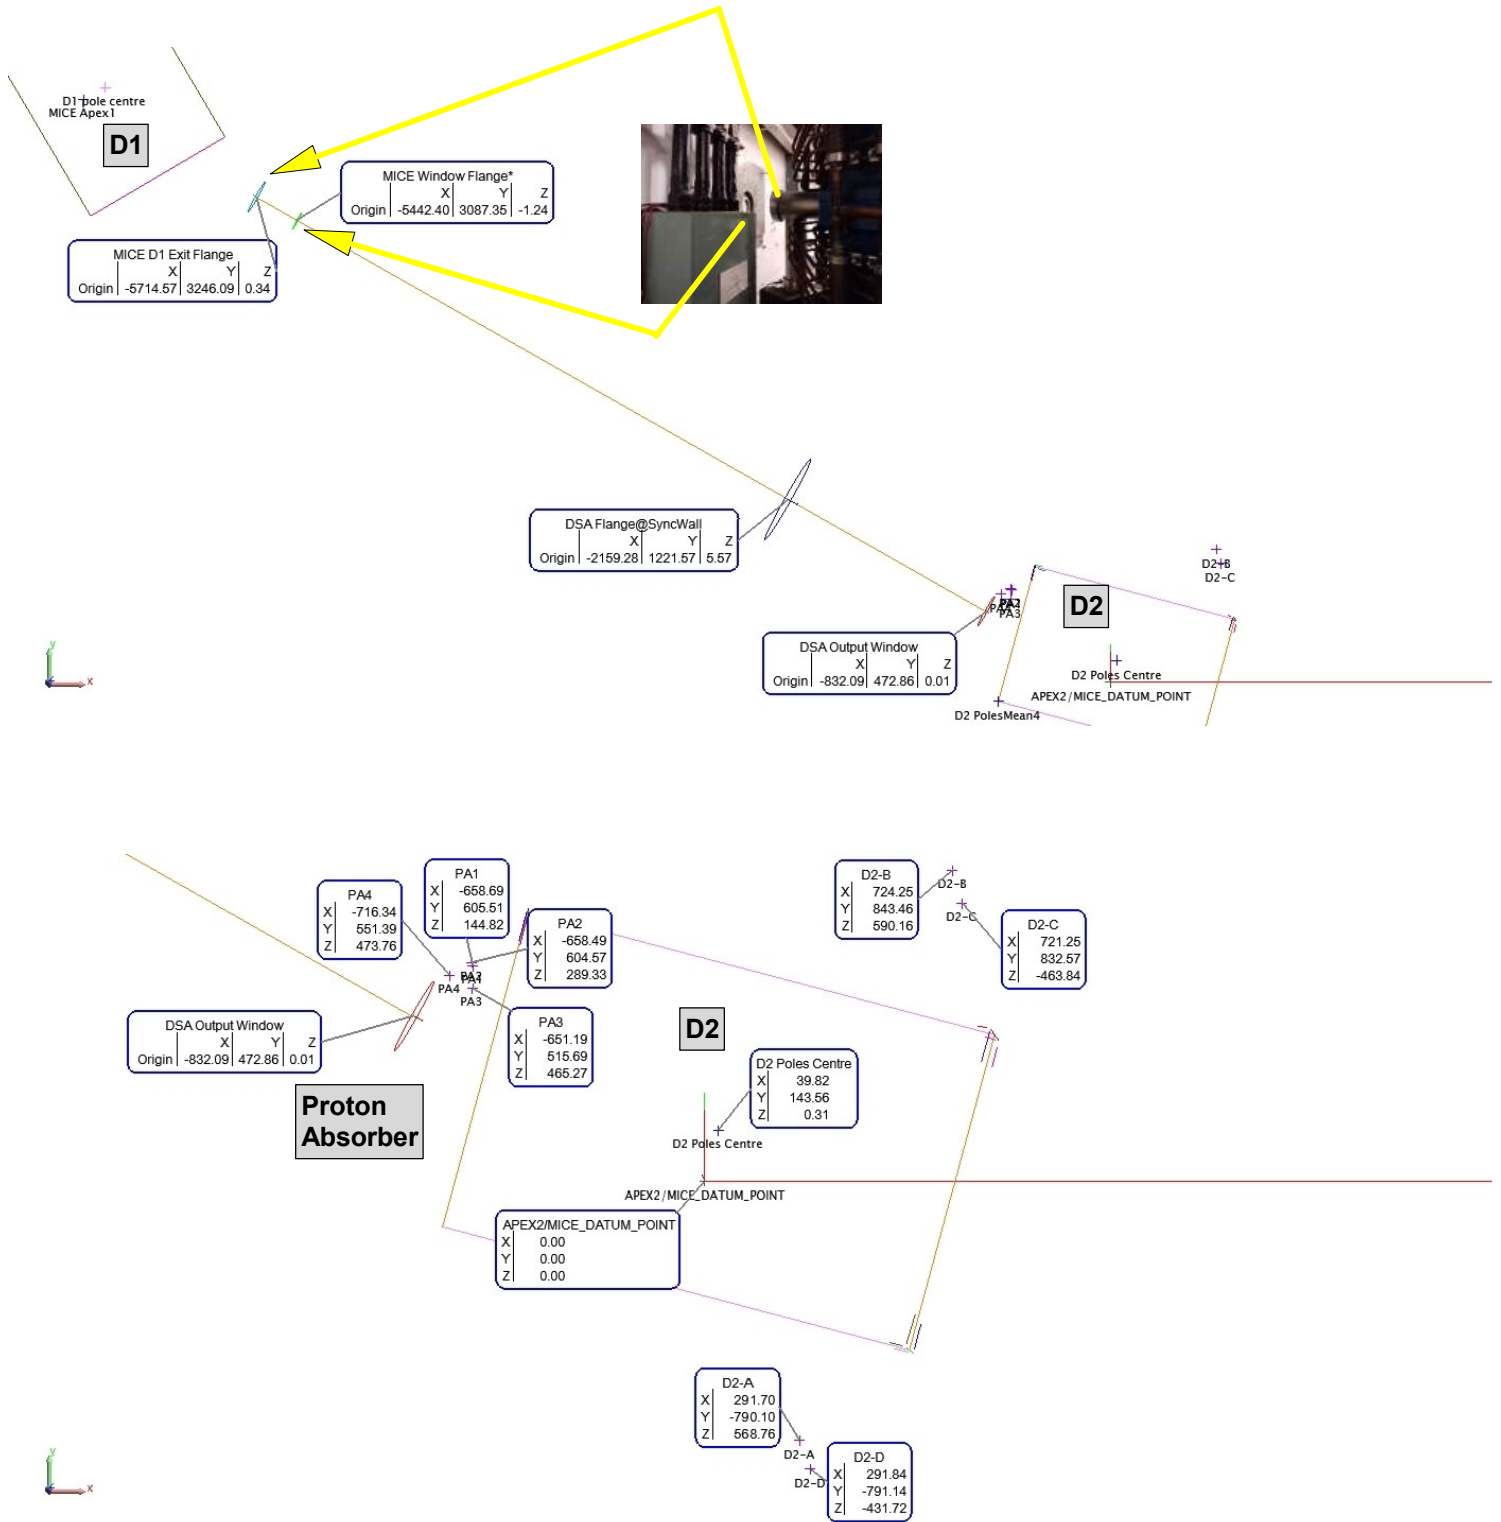 D1 pole centre
MICE Apex1
D1
MICE Window Flange*
X Y Z
Origin -5442.40 3087.35 -1.24
MICE D1 Exit Flange
X Y Z
Origin -5714.57 3246.09 0.34
DSA Flange@SyncWall
X Y Z
Origin -2159.28 1221.57 5.57
D2-B
D2-C
PA3
D2
DSA Output Window
X Y Z
Origin -832.09 472.86 0.01
D2 Poles Centre
APEX2/MICE_DATUM_POINT
D2 PolesMean4
y
x
PA4
X -716.34
Y 551.39
Z 473.76
PA1
X -658.69
Y 605.51
Z 144.82
PA2
X -658.49
Y 604.57
Z 289.33
D2-B
X 724.25
Y 843.46
Z 590.16
D2-B
D2-C
D2-C
X 721.25
Y 832.57
Z -463.84
PA4
PA3
DSA Output Window
X Y Z
Origin -832.09 472.86 0.01
PA3
X -651.19
Y 515.69
Z 465.27
D2
D2 Poles Centre
X 39.82
Y 143.56
Z 0.31
Proton
Absorber
D2 Poles Centre
APEX2/MICE_DATUM_POINT
APEX2/MICE_DATUM_POINT
X 0.00
Y 0.00
Z 0.00
D2-A
X 291.70
Y -790.10
Z 568.76
D2-A
D2-D
D2-D
X 291.84
Y -791.14
Z -431.72
y
x